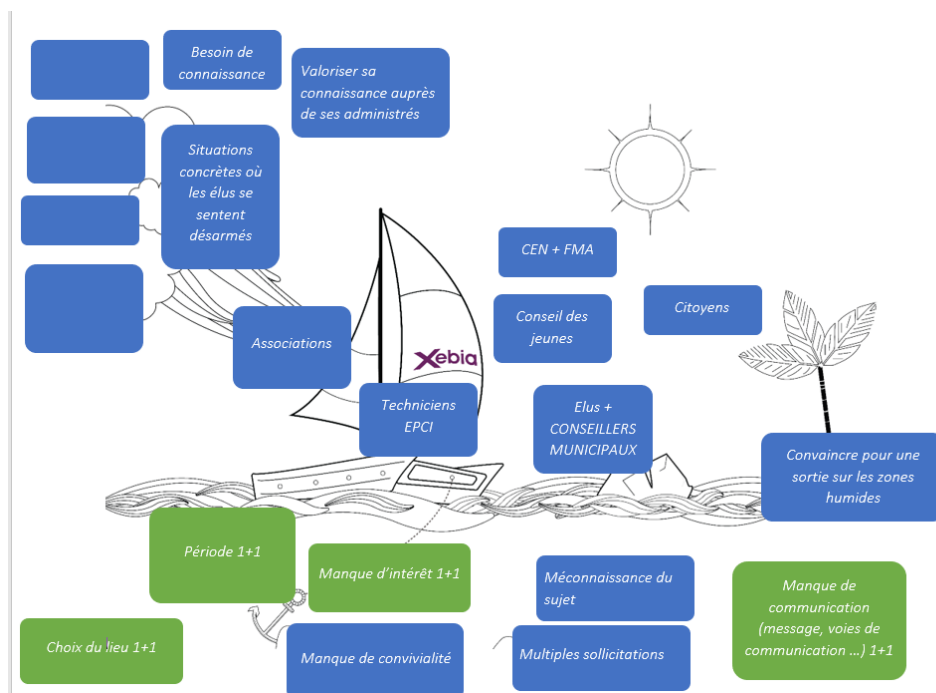 Besoin de
connaissance
Valoriser sa
connaissance auprès
de ses administrés
Situations
concrètes où
les élus se
sentent
désarmés
CEN + FMA
Citoyens
Conseil des
jeunes
Associations
Xebia
Techniciens
EPCI
Elus +
CONSEILLERS
MUNICIPAUX
Convaincre pour une
sortie sur les zones
humides
Période 1+1
Manque d'intérêt 1+1
Méconnaissance du
sujet
Manque de
communication
(message, voies de
communication ...) 1+1
Choix du lieu 1+1
Manque de convivialité
Multiples sollicitations